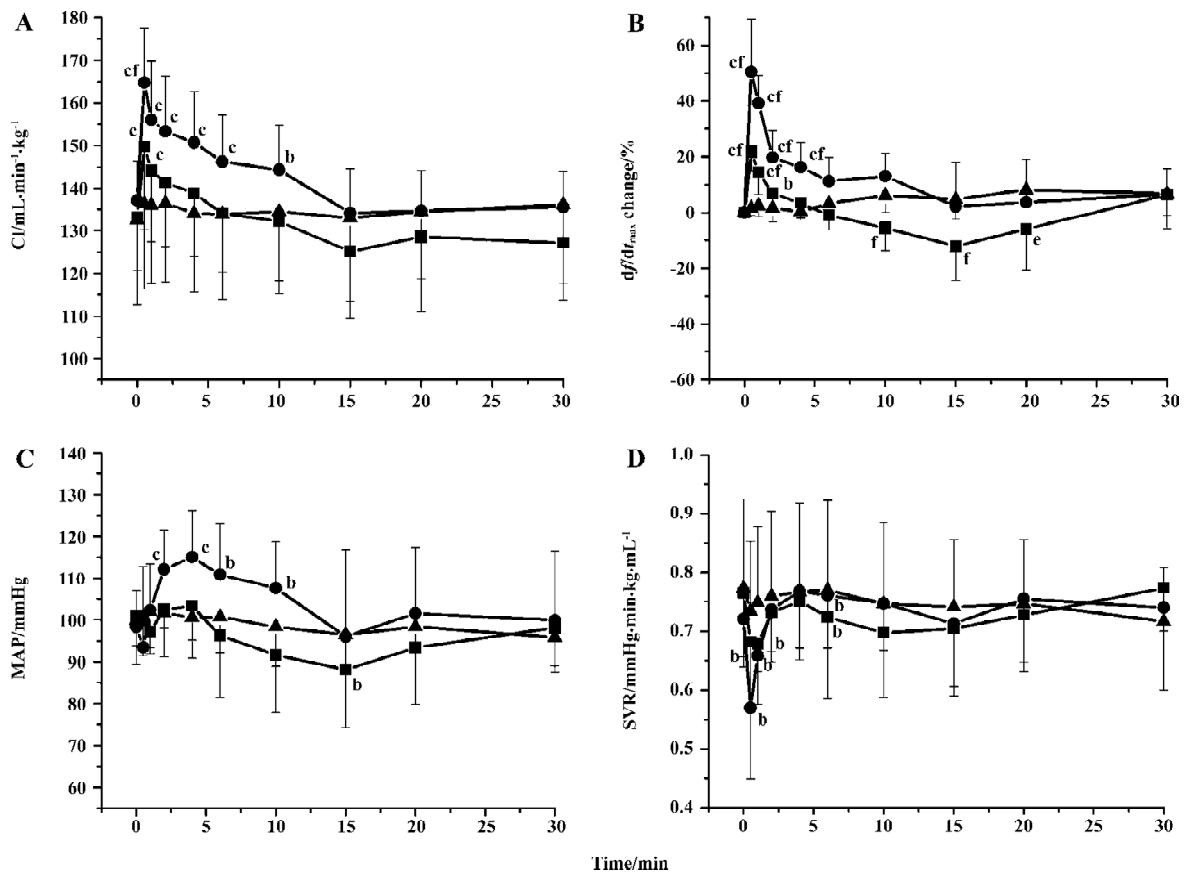 A
180
170
160
150
140
130
120
110
100
CI/mL·min⁻¹·kg⁻¹
cf
c
c
c
c
b
c
c
0 5 10 15 20 25 30
B
60
40
20
0
-20
-40
-60
df/dt max change/%
cf
cf
cf
cf
cf
cf
b
f
f
e
0 5 10 15 20 25 30
C
140
130
120
110
100
90
80
70
60
MAP/mmHg
c
c
b
b
b
0 5 10 15 20 25 30
D
1.0
0.9
0.8
0.7
0.6
0.5
0.4
SVR/mmHg·min·kg·mL⁻¹
b
b
b
b
b
b
0 5 10 15 20 25 30
Time/min